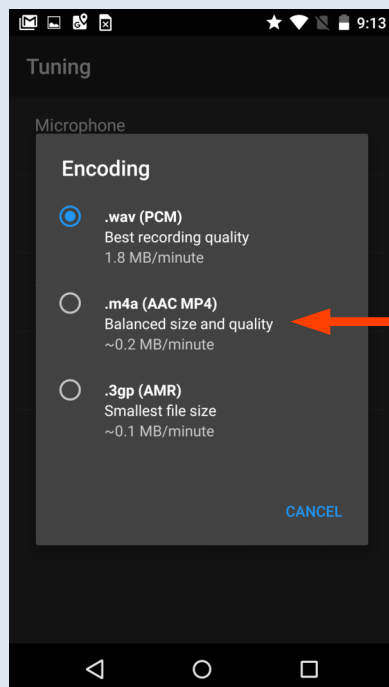 9:13
Tuning
Microphone
Encoding
.wav (PCM)
Best recording quality
1.8 MB/minute
.m4a (AAC MP4)
Balanced size and quality
~0.2 MB/minute
.3gp (AMR)
Smallest file size
~0.1 MB/minute
CANCEL